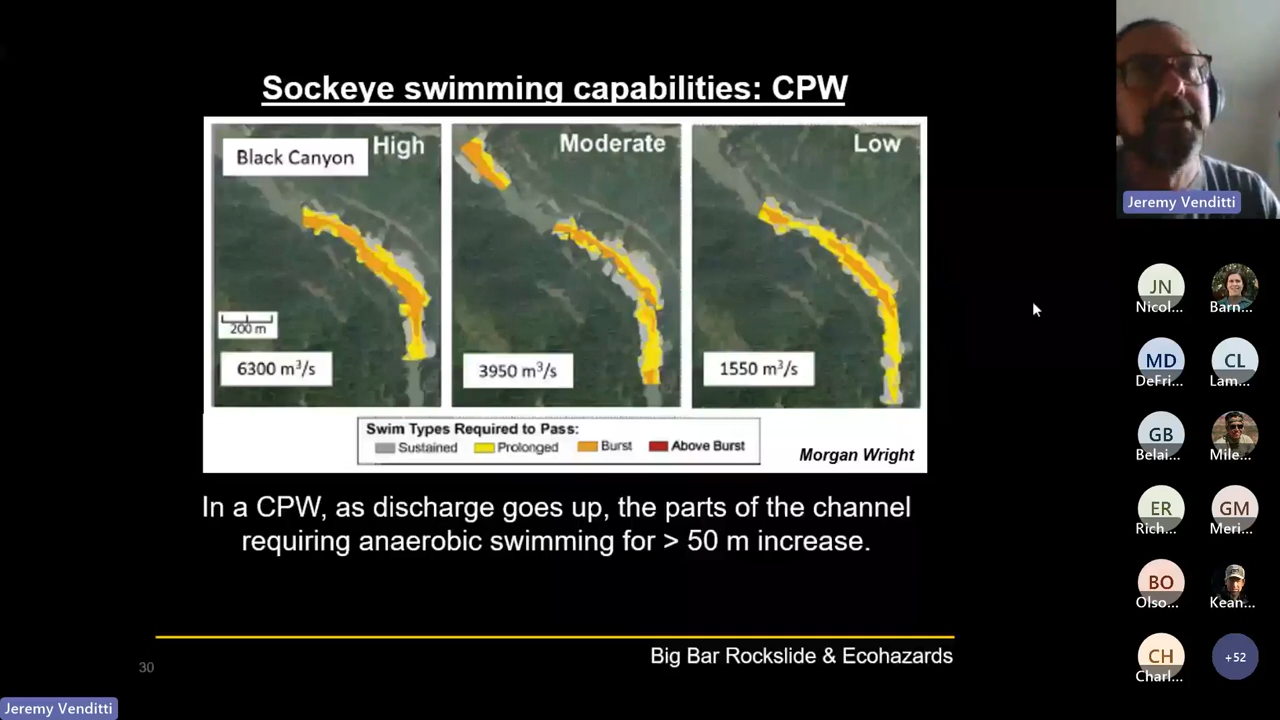 Sockeye swimming capabilities: CPW
Black Canyon
High
200 m
6300 m³/s
Moderate
3950 m³/s
Low
1550 m³/s
Swim Types Required to Pass:
Sustained Prolonged Burst Above Burst
Morgan Wright
In a CPW, as discharge goes up, the parts of the channel
requiring anaerobic swimming for > 50 m increase.
Big Bar Rockslide & Ecohazards
30
Jeremy Venditti
Jeremy Venditti
JN
Nicol...
Barn...
MD
DeFri...
CL
Lam...
GB
Belai...
Mile...
ER
Rich...
GM
Meri...
BO
Olso...
Kean...
CH
Charl...
+52